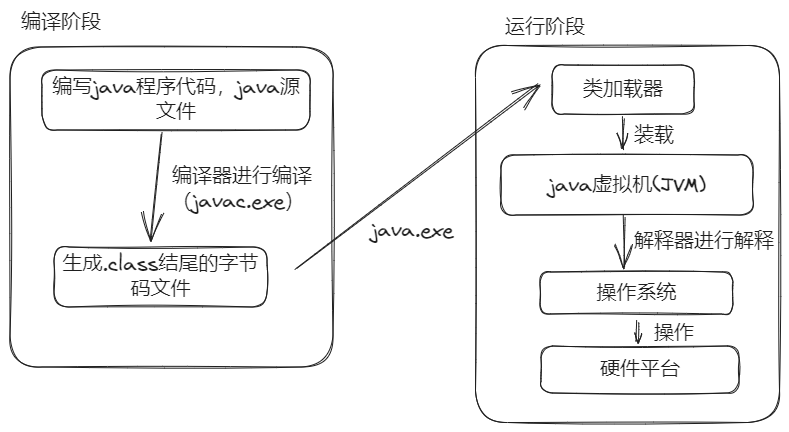 编译阶段
编写java程序代码，java源
文件
编译器进行编译
(javac.exe)
生成.class结尾的字节
码文件
java.exe
运行阶段
类加载器
装载
java虚拟机(JVM)
解释器进行解释
操作系统
操作
硬件平台